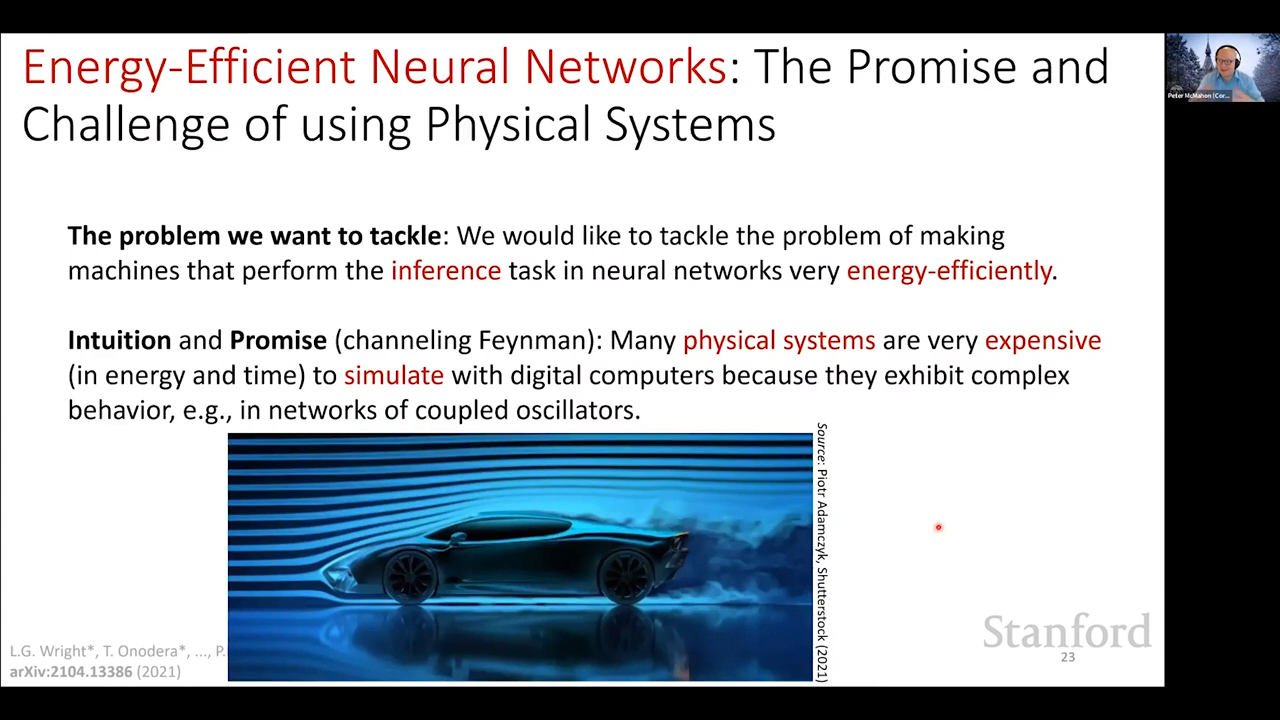 Energy-Efficient Neural Networks: The Promise and
Challenge of using Physical Systems
Peter McMahon (Cor...
The problem we want to tackle: We would like to tackle the problem of making
machines that perform the inference task in neural networks very energy-efficiently.
Intuition and Promise (channeling Feynman): Many physical systems are very expensive
(in energy and time) to simulate with digital computers because they exhibit complex
behavior, e.g., in networks of coupled oscillators.
Source: Piotr Adamczyk, Shutterstock (2021)
L.G. Wright*, T. Onodera*, ..., P.
arXiv:2104.13386 (2021)
Stanford
23